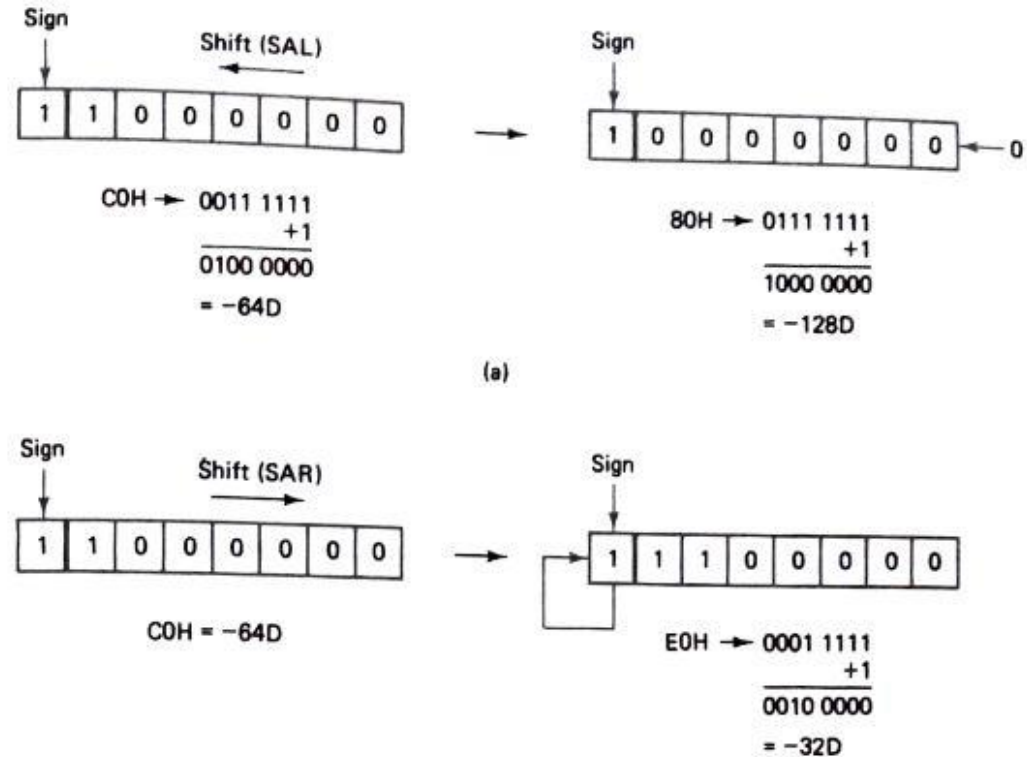 Sign
Shift (SAL)
1 1 0 0 0 0 0 0
C0H → 0011 1111
+1
0100 0000
= −64D
Sign
1 0 0 0 0 0 0 0 ← 0
80H → 0111 1111
+1
1000 0000
= −128D
(a)
Sign
Shift (SAR)
1 1 0 0 0 0 0 0
C0H = −64D
Sign
1 1 1 0 0 0 0 0
E0H → 0001 1111
+1
0010 0000
= −32D